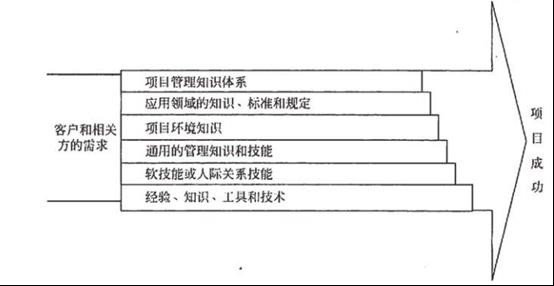 项目管理知识体系
应用领域的知识、标准和规定
项目环境知识
客户和相关
方的需求
通用的管理知识和技能
软技能或人际关系技能
经验、知识、工具和技术
项目成功